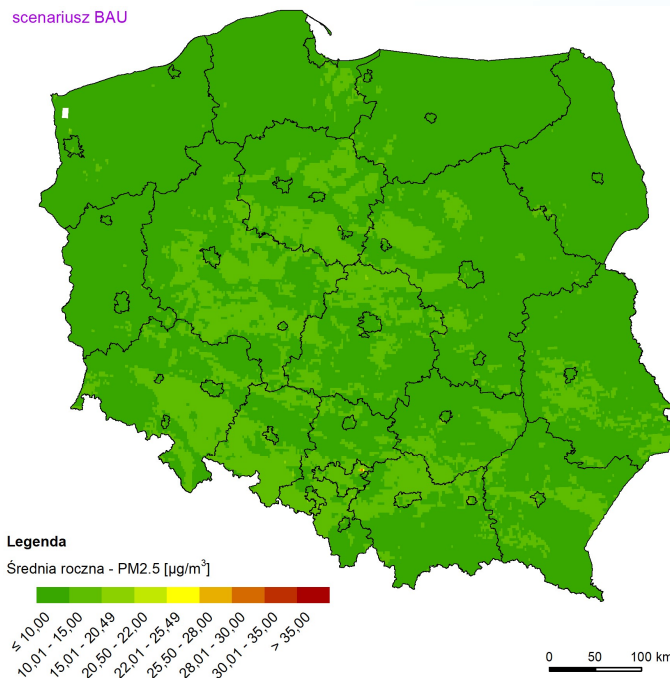 scenariusz BAU
Legenda
Średnia roczna - PM2.5 [µg/m³]
≤ 10,00
10,01 - 15,00
15,01 - 20,49
20,50 - 22,00
22,01 - 25,49
25,50 - 28,00
28,01 - 30,00
30,01 - 35,00
> 35,00
0 50 100 km